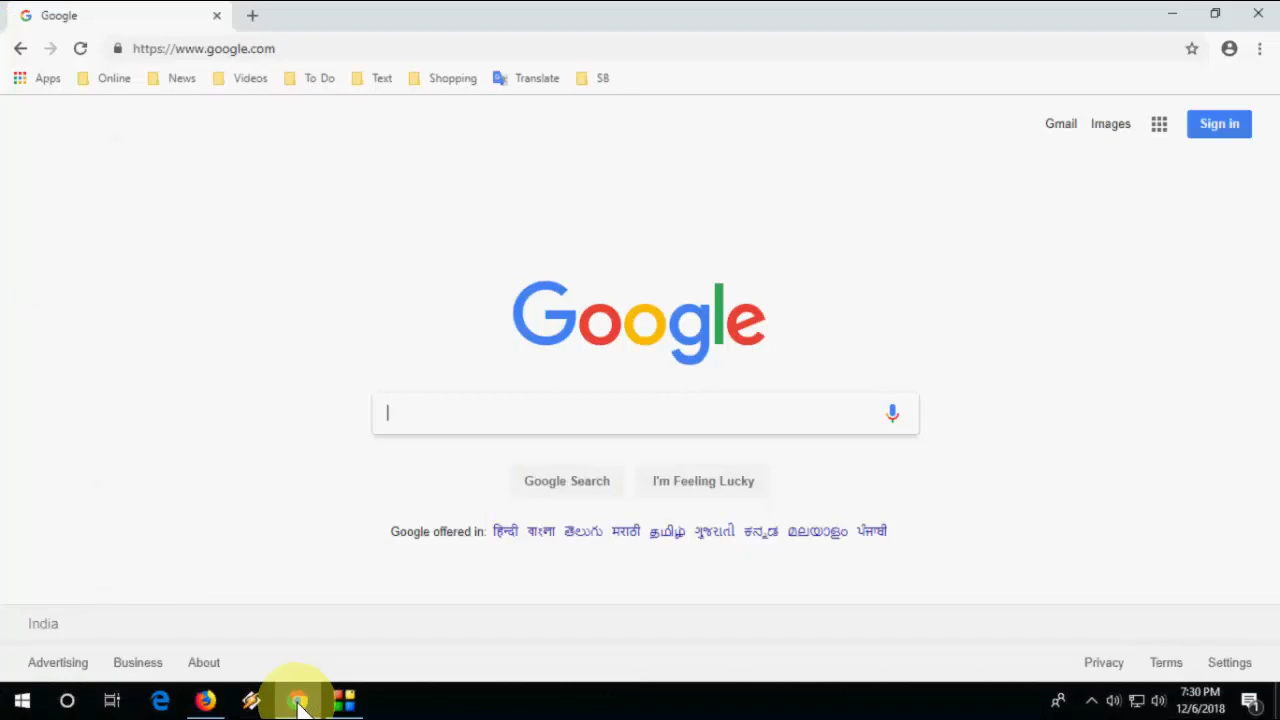 Google
https://www.google.com
Apps Online News Videos To Do Text Shopping Translate SB
Gmail Images Sign in
Google
Google Search I'm Feeling Lucky
Google offered in: हिन्दी বাংলা తెలుగు मराठी தமிழ் ગુજરાતી ಕನ್ನಡ മലയാളം ਪੰਜਾਬੀ
India
Advertising Business About Privacy Terms Settings
7:30 PM
12/6/2018
1